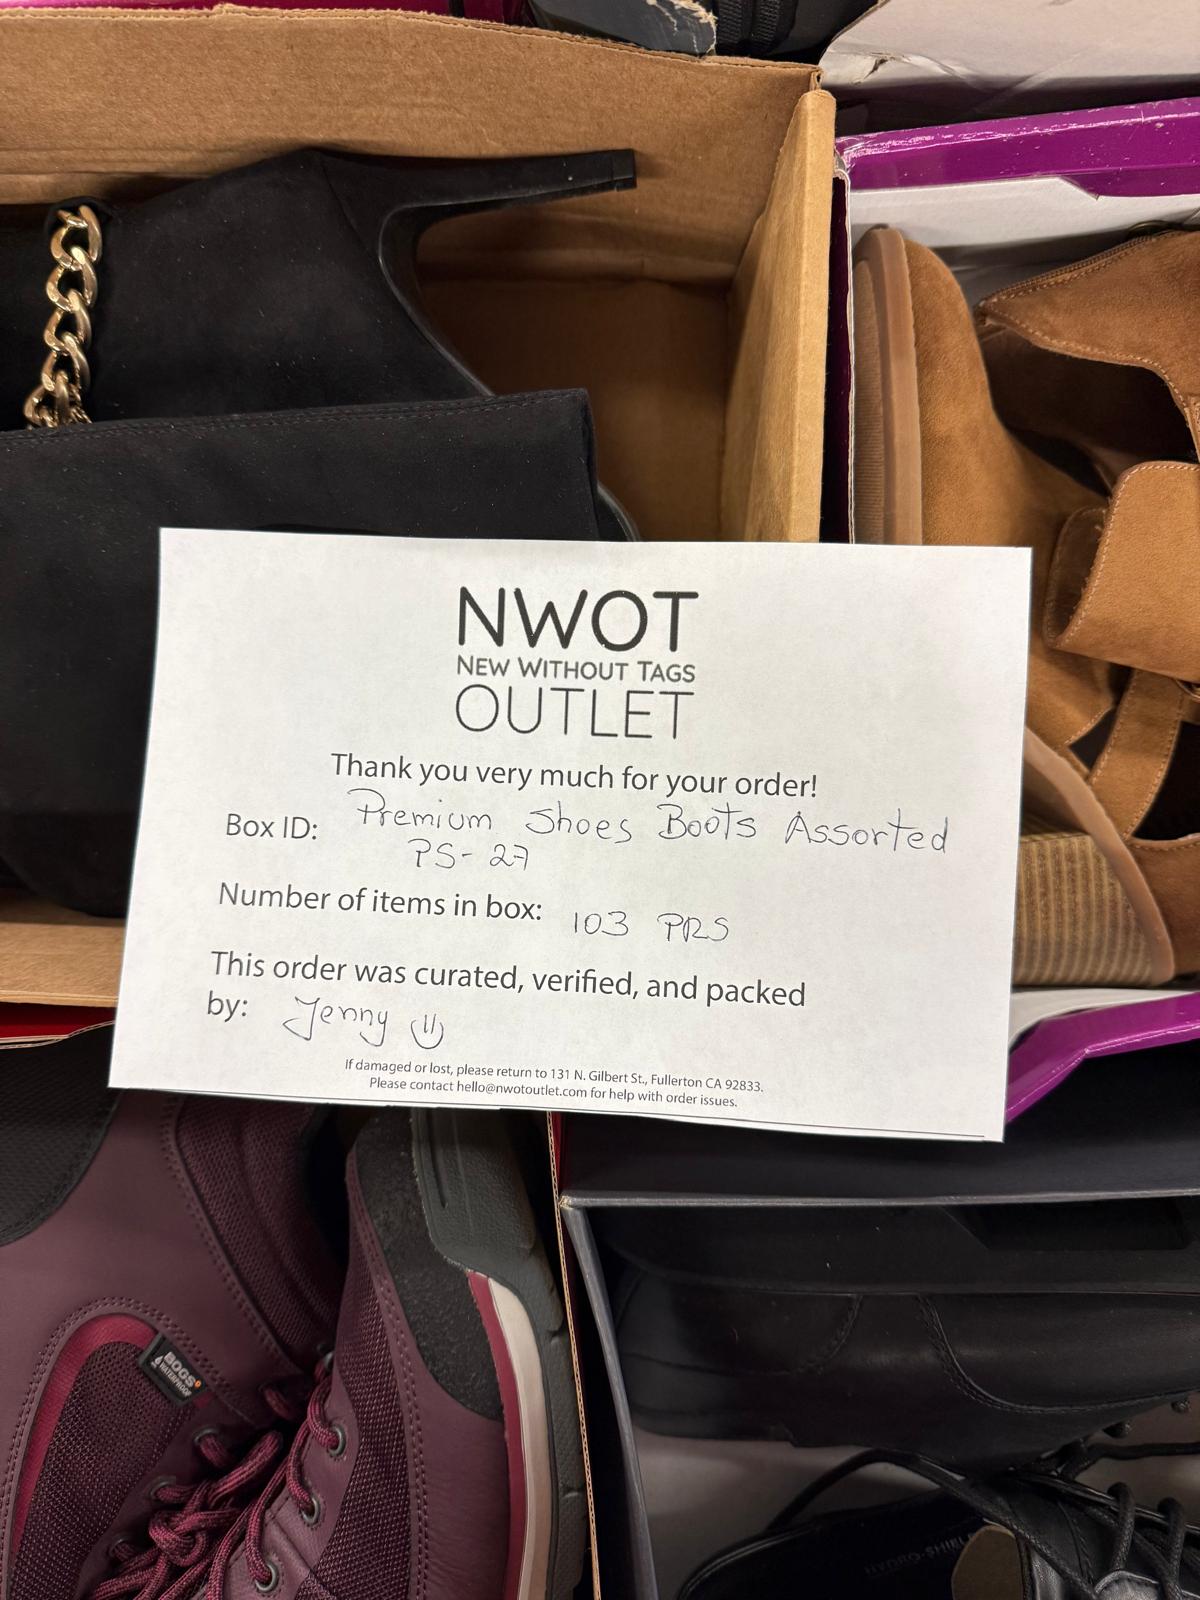 NWOT
NEW WITHOUT TAGS
OUTLET
Thank you very much for your order!
Box ID: Premium Shoes Boots Assorted
PS-27
Number of items in box: 103 PRS
This order was curated, verified, and packed
by: Jenny
If damaged or lost, please return to 131 N. Gilbert St., Fullerton CA 92833.
Please contact hello@nwotoutlet.com for help with order issues.
BOGS
WATERPROOF
HYDRO-SHIEL